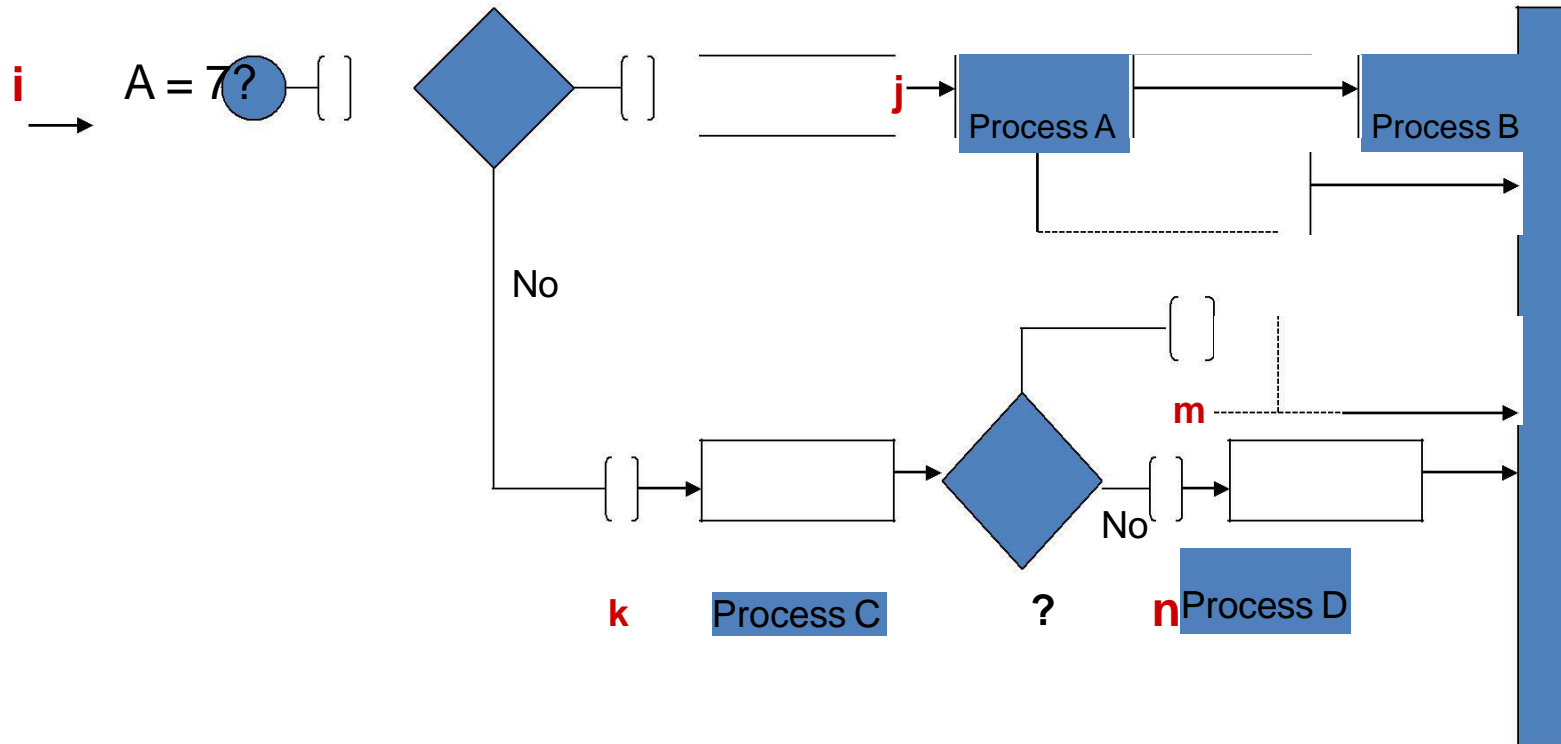 i A = 7? j
Process A Process B
No
m
No
k Process C ? n Process D